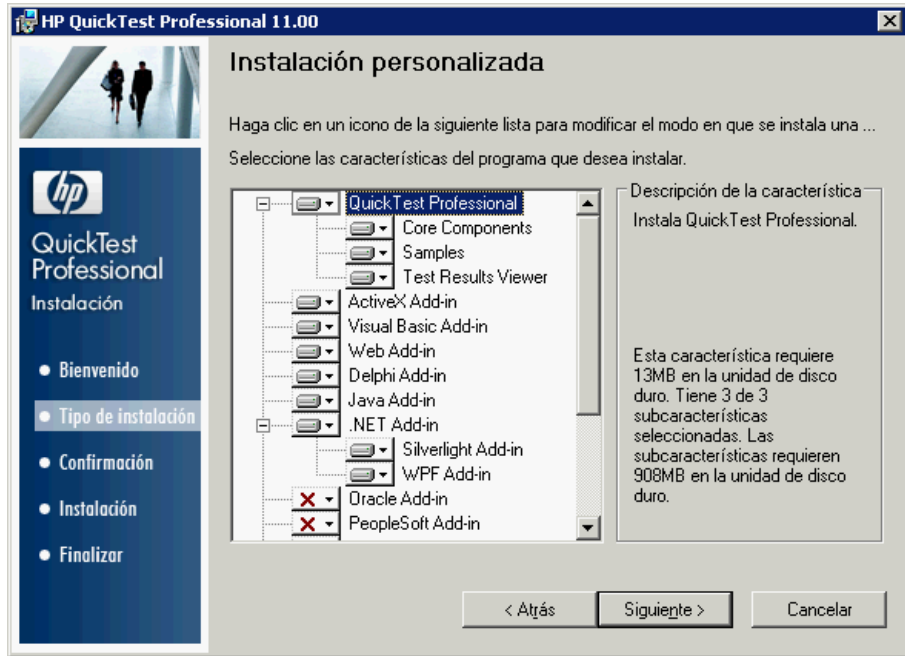 HP QuickTest Professional 11.00
Instalación personalizada
Haga clic en un icono de la siguiente lista para modificar el modo en que se instala una ...
Seleccione las características del programa que desea instalar.
hp
QuickTest
Professional
Instalación
Bienvenido
Tipo de instalación
Confirmación
Instalación
Finalizar
QuickTest Professional
Core Components
Samples
Test Results Viewer
ActiveX Add-in
Visual Basic Add-in
Web Add-in
Delphi Add-in
Java Add-in
.NET Add-in
Silverlight Add-in
WPF Add-in
Oracle Add-in
PeopleSoft Add-in
Descripción de la característica
Instala QuickTest Professional.
Esta característica requiere
13MB en la unidad de disco
duro. Tiene 3 de 3
subcaracterísticas
seleccionadas. Las
subcaracterísticas requieren
908MB en la unidad de disco
duro.
< Atrás
Siguiente >
Cancelar